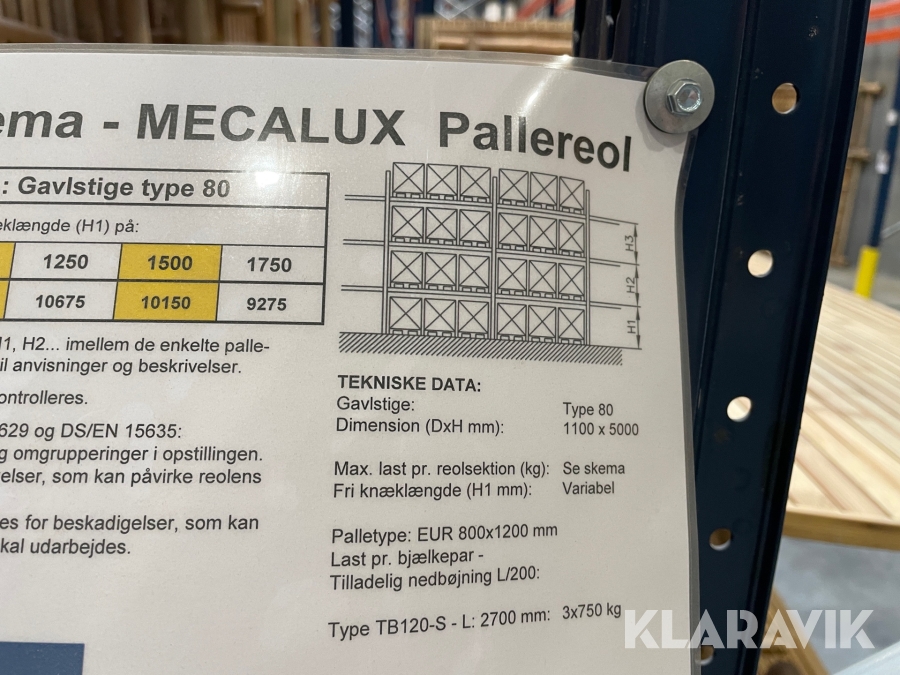 ema - MECALUX Pallereol
: Gavlstige type 80
eklængde (H1) på:
1250 1500 1750
10675 10150 9275
H1, H2... imellem de enkelte palle-
il anvisninger og beskrivelser.
ontrolleres.
629 og DS/EN 15635:
g omgrupperinger i opstillingen.
velser, som kan påvirke reolens
es for beskadigelser, som kan
kal udarbejdes.
H3
H2
H1
TEKNISKE DATA:
Gavlstige: Type 80
Dimension (DxH mm): 1100 x 5000
Max. last pr. reolsektion (kg): Se skema
Fri knæklængde (H1 mm): Variabel
Palletype: EUR 800x1200 mm
Last pr. bjælkepar -
Tilladelig nedbøjning L/200:
Type TB120-S - L: 2700 mm: 3x750 kg
KLARAVIK